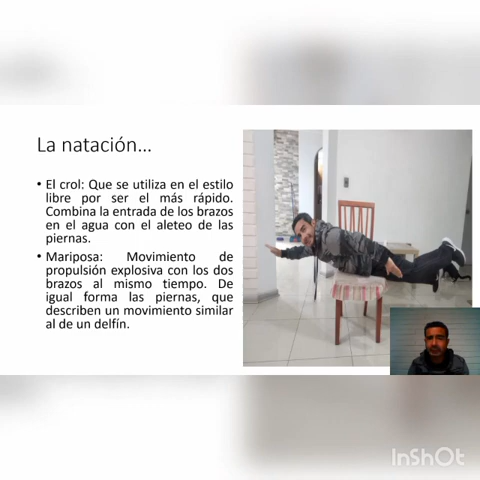 La natación...
• El crol: Que se utiliza en el estilo
libre por ser el más rápido.
Combina la entrada de los brazos
en el agua con el aleteo de las
piernas.
• Mariposa: Movimiento de
propulsión explosiva con los dos
brazos al mismo tiempo. De
igual forma las piernas, que
describen un movimiento similar
al de un delfín.
InShOt